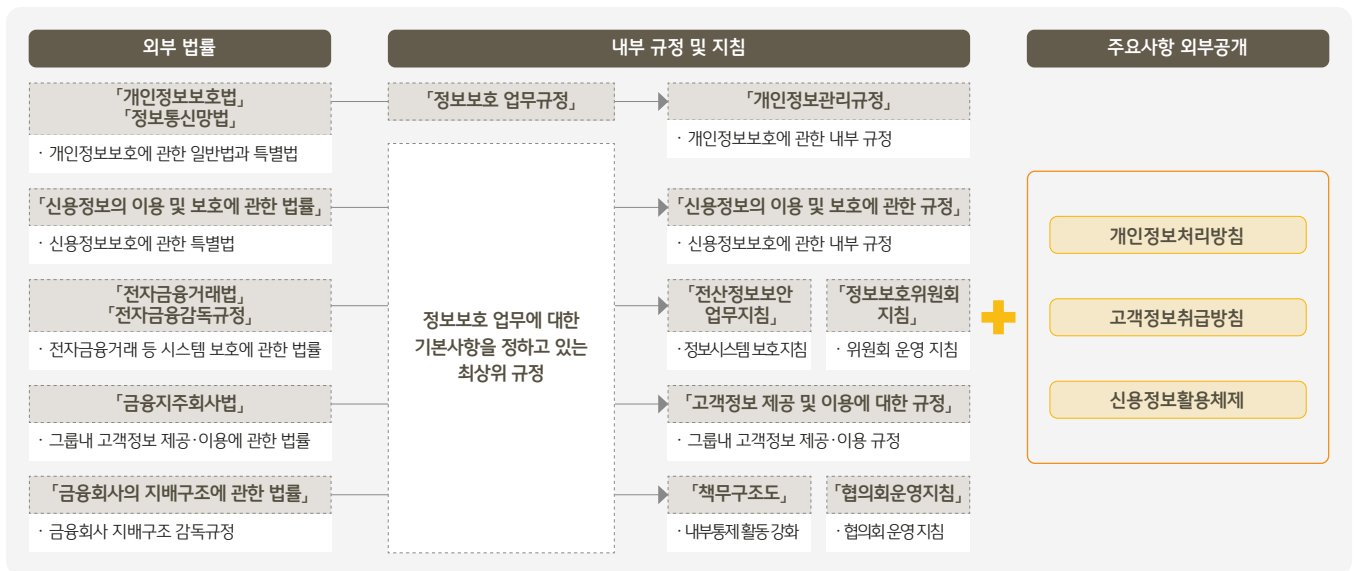 외부 법률
내부 규정 및 지침
주요사항 외부공개
「개인정보보호법」
「정보통신망법」
· 개인정보보호에 관한 일반법과 특별법
「정보보호 업무규정」
「개인정보관리규정」
· 개인정보보호에 관한 내부 규정
「신용정보의 이용 및 보호에 관한 법률」
· 신용정보보호에 관한 특별법
「신용정보의 이용 및 보호에 관한 규정」
· 신용정보보호에 관한 내부 규정
「전자금융거래법」
「전자금융감독규정」
· 전자금융거래 등 시스템 보호에 관한 법률
정보보호 업무에 대한
기본사항을 정하고 있는
최상위 규정
「전산정보보안
업무지침」
· 정보시스템 보호지침
「정보보호위원회
지침」
· 위원회 운영 지침
「금융지주회사법」
· 그룹내 고객정보 제공·이용에 관한 법률
「고객정보 제공 및 이용에 대한 규정」
· 그룹내 고객정보 제공·이용 규정
「금융회사의 지배구조에 관한 법률」
· 금융회사 지배구조 감독규정
「책무구조도」
· 내부통제 활동 강화
「협의회운영지침」
· 협의회 운영 지침
개인정보처리방침
고객정보취급방침
신용정보활용체제